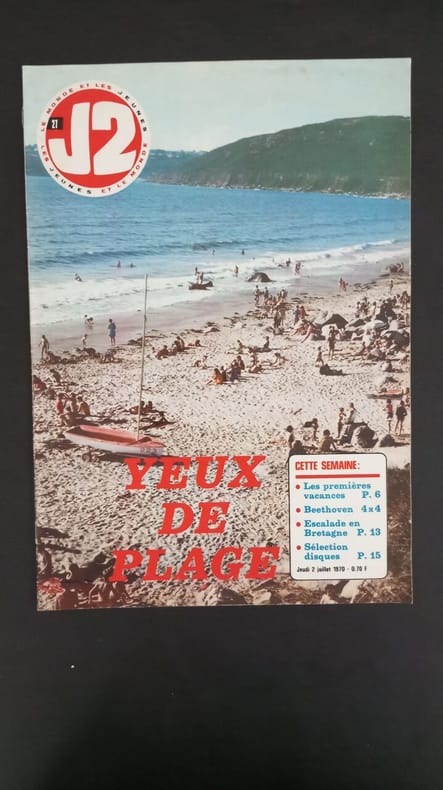 LE MONDE ET LES JEUNES
LES JEUNES ET LE MONDE
27
J2
YEUX
DE
PLAGE
CETTE SEMAINE:
• Les premières
vacances P. 6
• Beethoven 4x4
• Escalade en
Bretagne P. 13
• Sélection
disques P. 15
Jeudi 2 juillet 1970 - 0.70 F